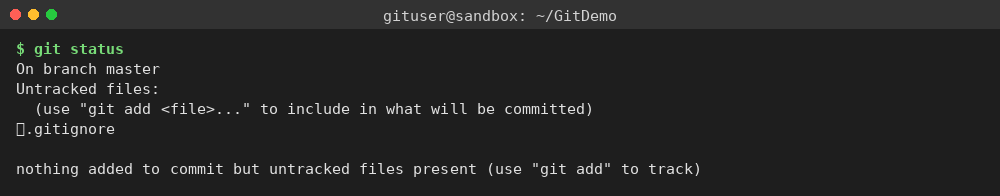 gituser@sandbox: ~/GitDemo
$ git status
On branch master
Untracked files:
  (use "git add <file>..." to include in what will be committed)
.gitignore
nothing added to commit but untracked files present (use "git add" to track)